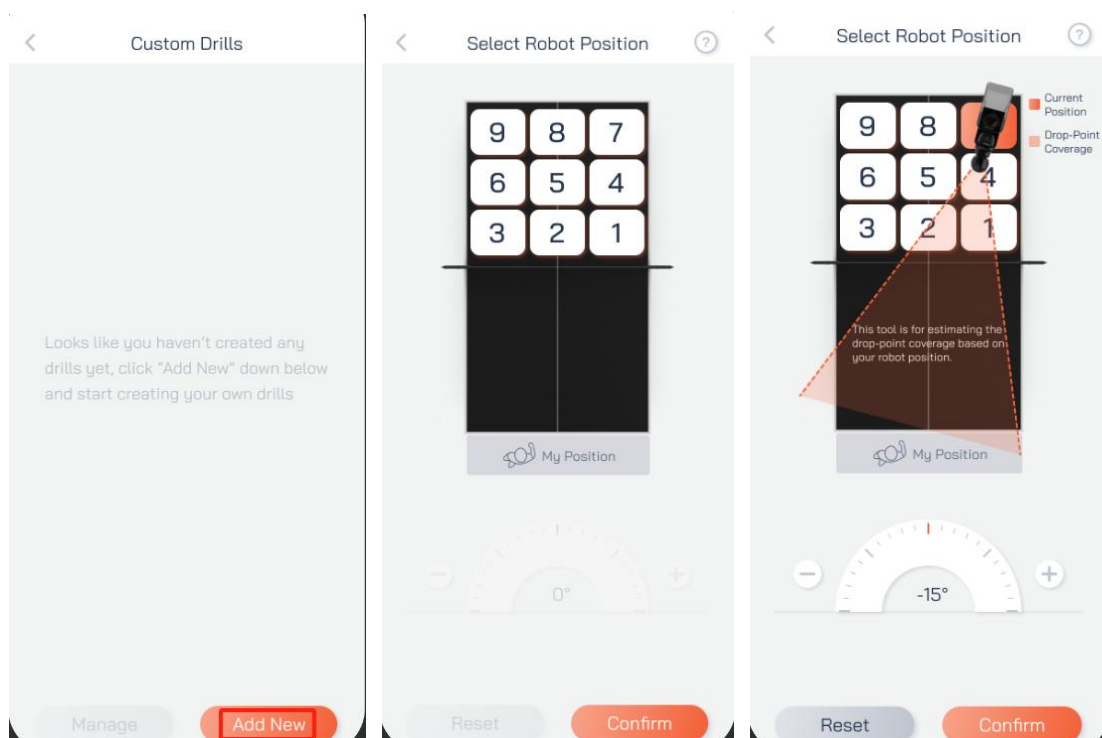 Custom Drills
Looks like you haven't created any
drills yet, click "Add New" down below
and start creating your own drills
Manage
Add New
Select Robot Position
?
9 8 7
6 5 4
3 2 1
My Position
0°
Reset
Confirm
Select Robot Position
?
Current
Position
Drop-Point
Coverage
9 8
6 5 4
3 2 1
This tool is for estimating the
drop-point coverage based on
your robot position.
My Position
-15°
Reset
Confirm